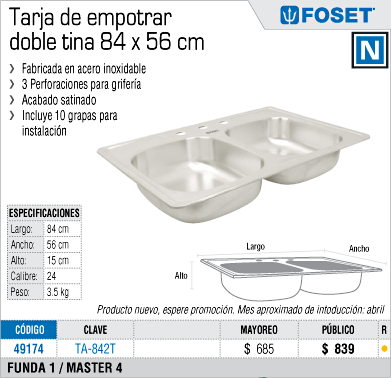 Tarja de empotrar
doble tina 84 x 56 cm
FOSET®
N
› Fabricada en acero inoxidable
› 3 Perforaciones para grifería
› Acabado satinado
› Incluye 10 grapas para
instalación
ESPECIFICACIONES
Largo: 84 cm
Ancho: 56 cm
Alto: 15 cm
Calibre: 24
Peso: 3.5 kg
Largo
Ancho
Alto
Producto nuevo, espere promoción. Mes aproximado de intoducción: abril
CÓDIGO CLAVE MAYOREO PÚBLICO R
49174 TA-842T $ 685 $ 839
FUNDA 1 / MASTER 4